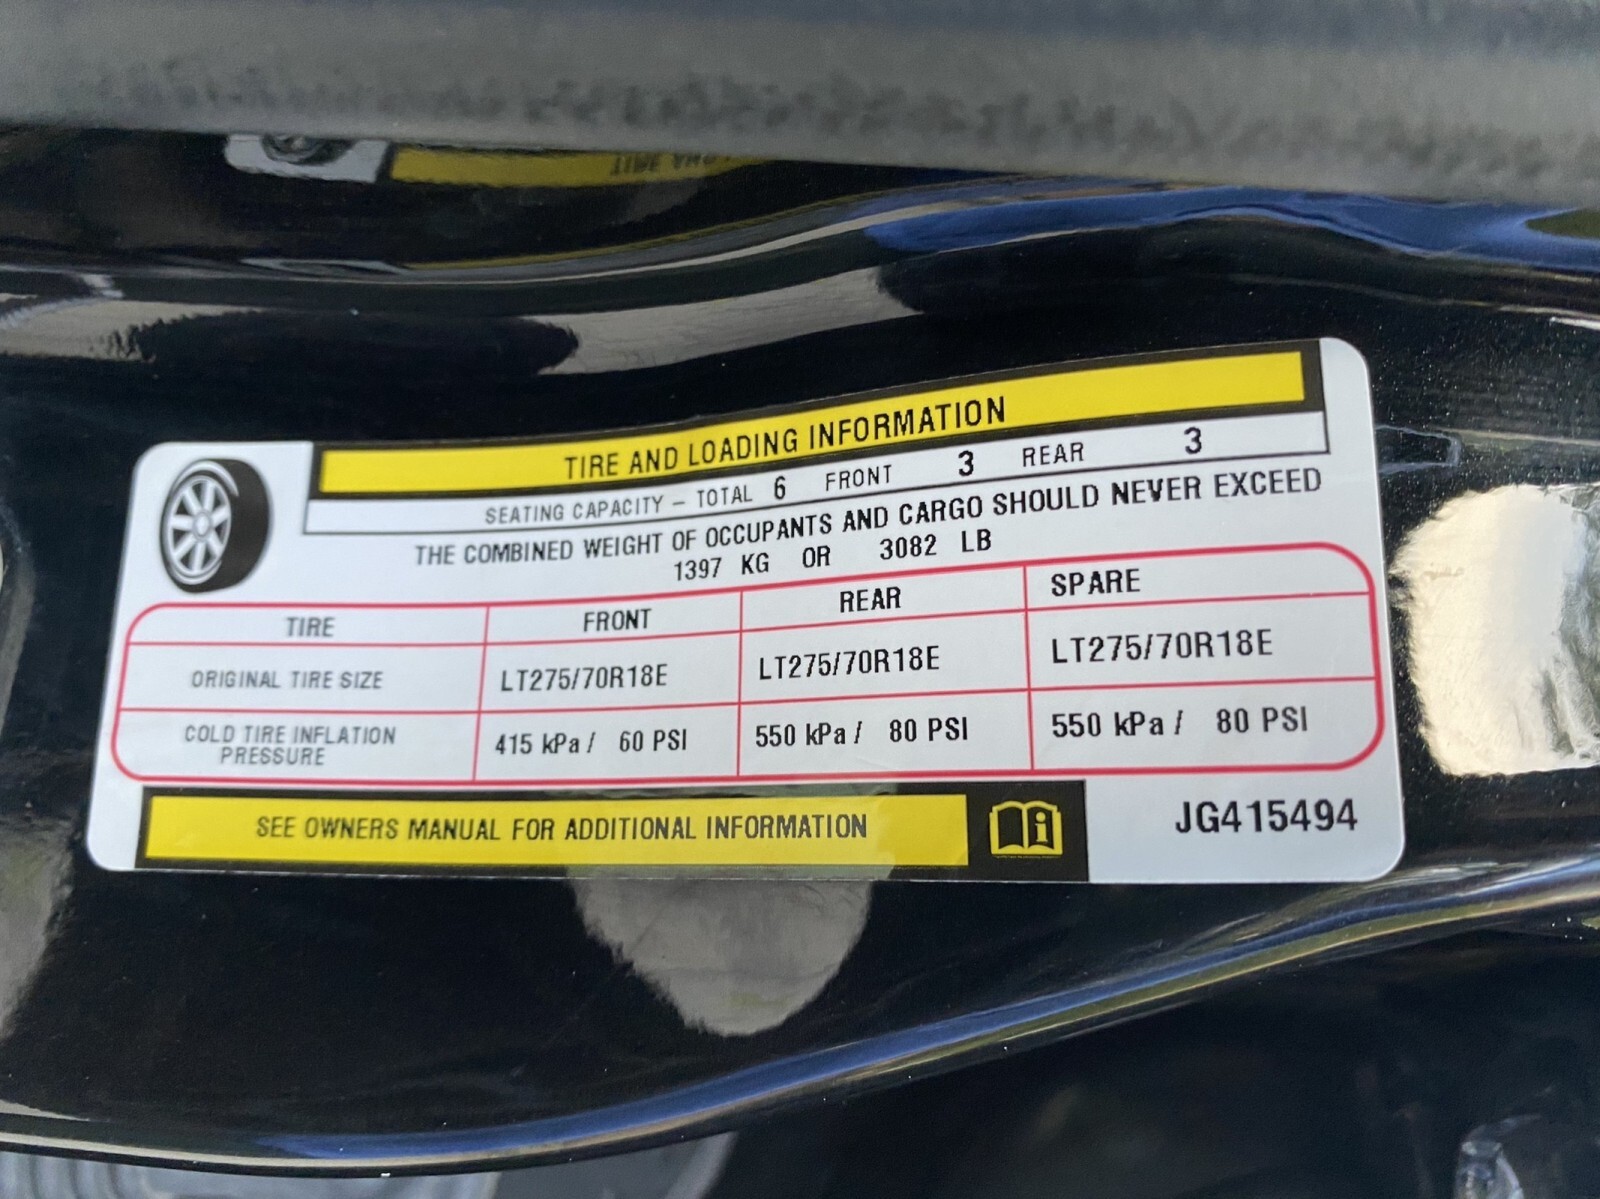 TIRE AND LOADING INFORMATION
SEATING CAPACITY – TOTAL 6 FRONT 3 REAR 3
THE COMBINED WEIGHT OF OCCUPANTS AND CARGO SHOULD NEVER EXCEED
1397 KG OR 3082 LB
TIRE FRONT REAR SPARE
ORIGINAL TIRE SIZE LT275/70R18E LT275/70R18E LT275/70R18E
COLD TIRE INFLATION PRESSURE 415 kPa / 60 PSI 550 kPa / 80 PSI 550 kPa / 80 PSI
SEE OWNERS MANUAL FOR ADDITIONAL INFORMATION
JG415494